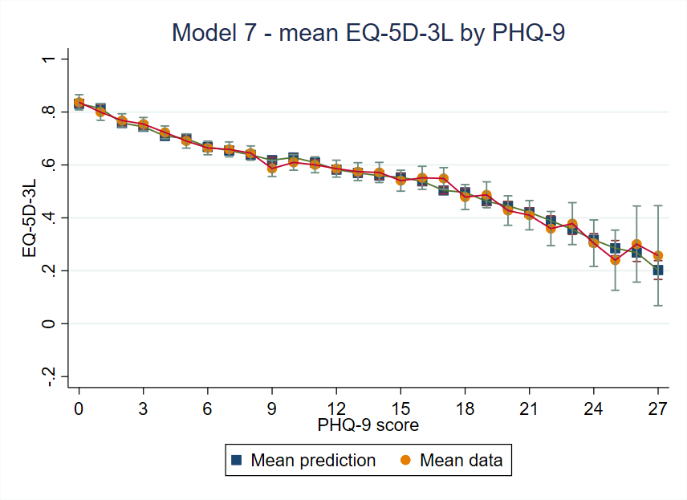 Model 7 - mean EQ-5D-3L by PHQ-9
EQ-5D-3L
1
.8
.6
.4
.2
0
-.2
0 3 6 9 12 15 18 21 24 27
PHQ-9 score
Mean prediction Mean data